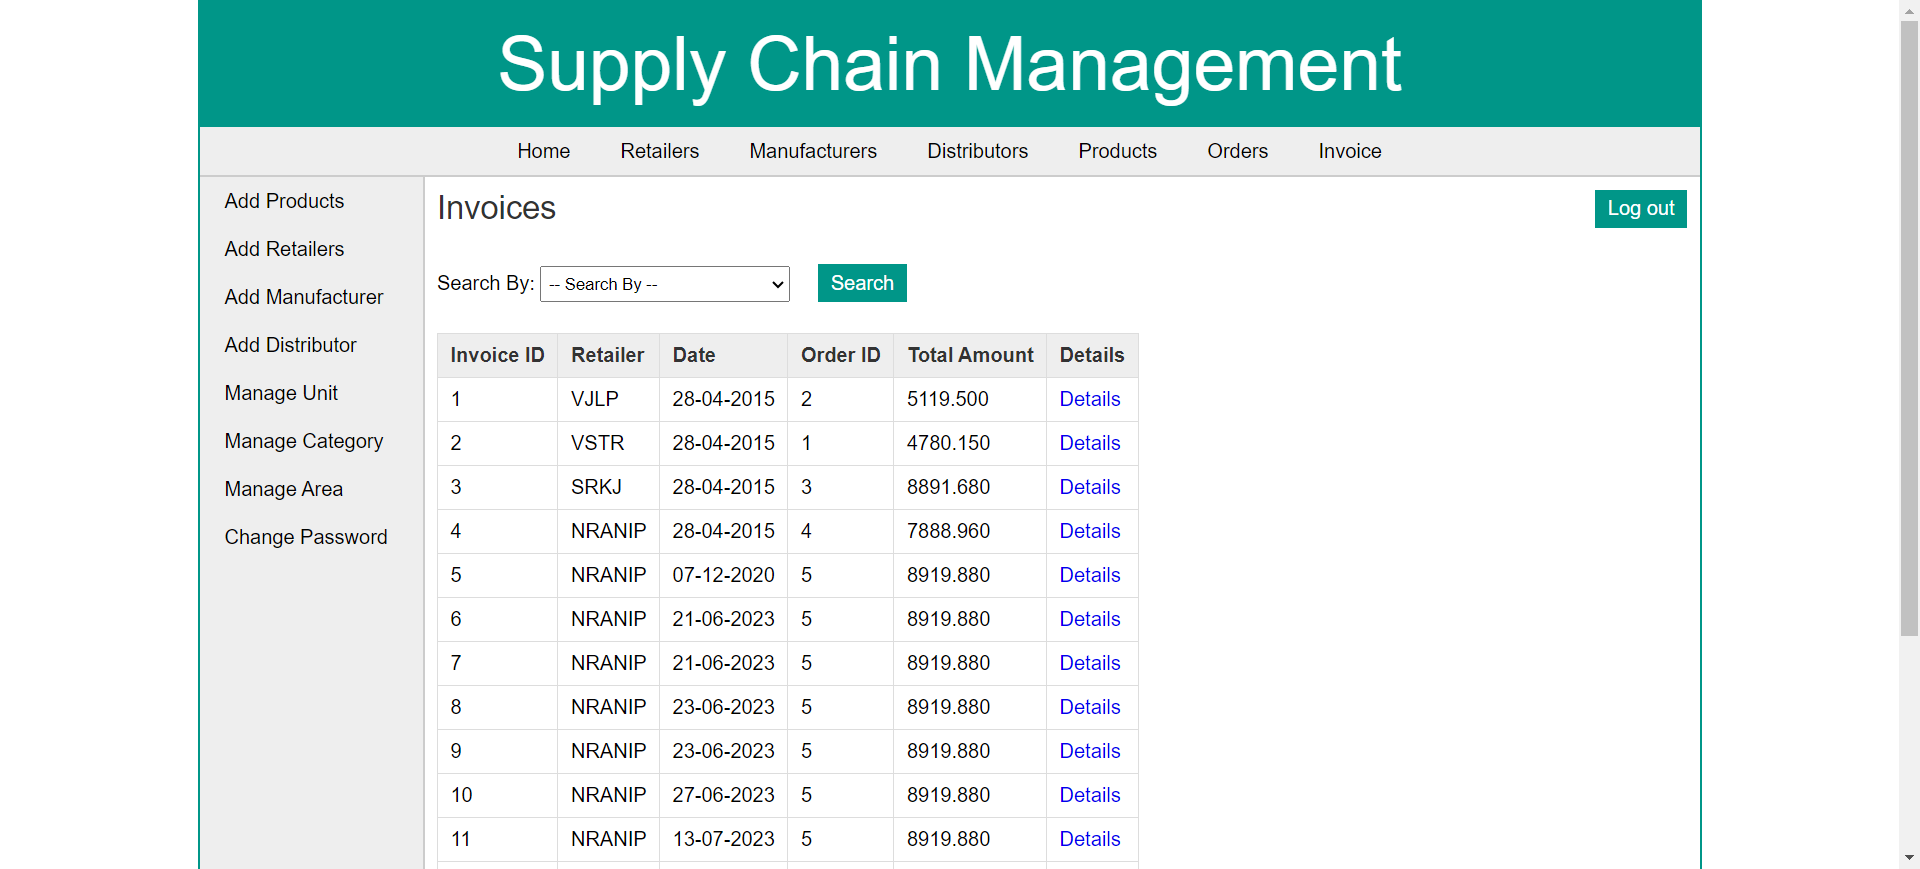 Supply Chain Management
Home Retailers Manufacturers Distributors Products Orders Invoice
Add Products
Add Retailers
Add Manufacturer
Add Distributor
Manage Unit
Manage Category
Manage Area
Change Password
Invoices
Log out
Search By: -- Search By -- Search
Invoice ID Retailer Date Order ID Total Amount Details
1 VJLP 28-04-2015 2 5119.500 Details
2 VSTR 28-04-2015 1 4780.150 Details
3 SRKJ 28-04-2015 3 8891.680 Details
4 NRANIP 28-04-2015 4 7888.960 Details
5 NRANIP 07-12-2020 5 8919.880 Details
6 NRANIP 21-06-2023 5 8919.880 Details
7 NRANIP 21-06-2023 5 8919.880 Details
8 NRANIP 23-06-2023 5 8919.880 Details
9 NRANIP 23-06-2023 5 8919.880 Details
10 NRANIP 27-06-2023 5 8919.880 Details
11 NRANIP 13-07-2023 5 8919.880 Details